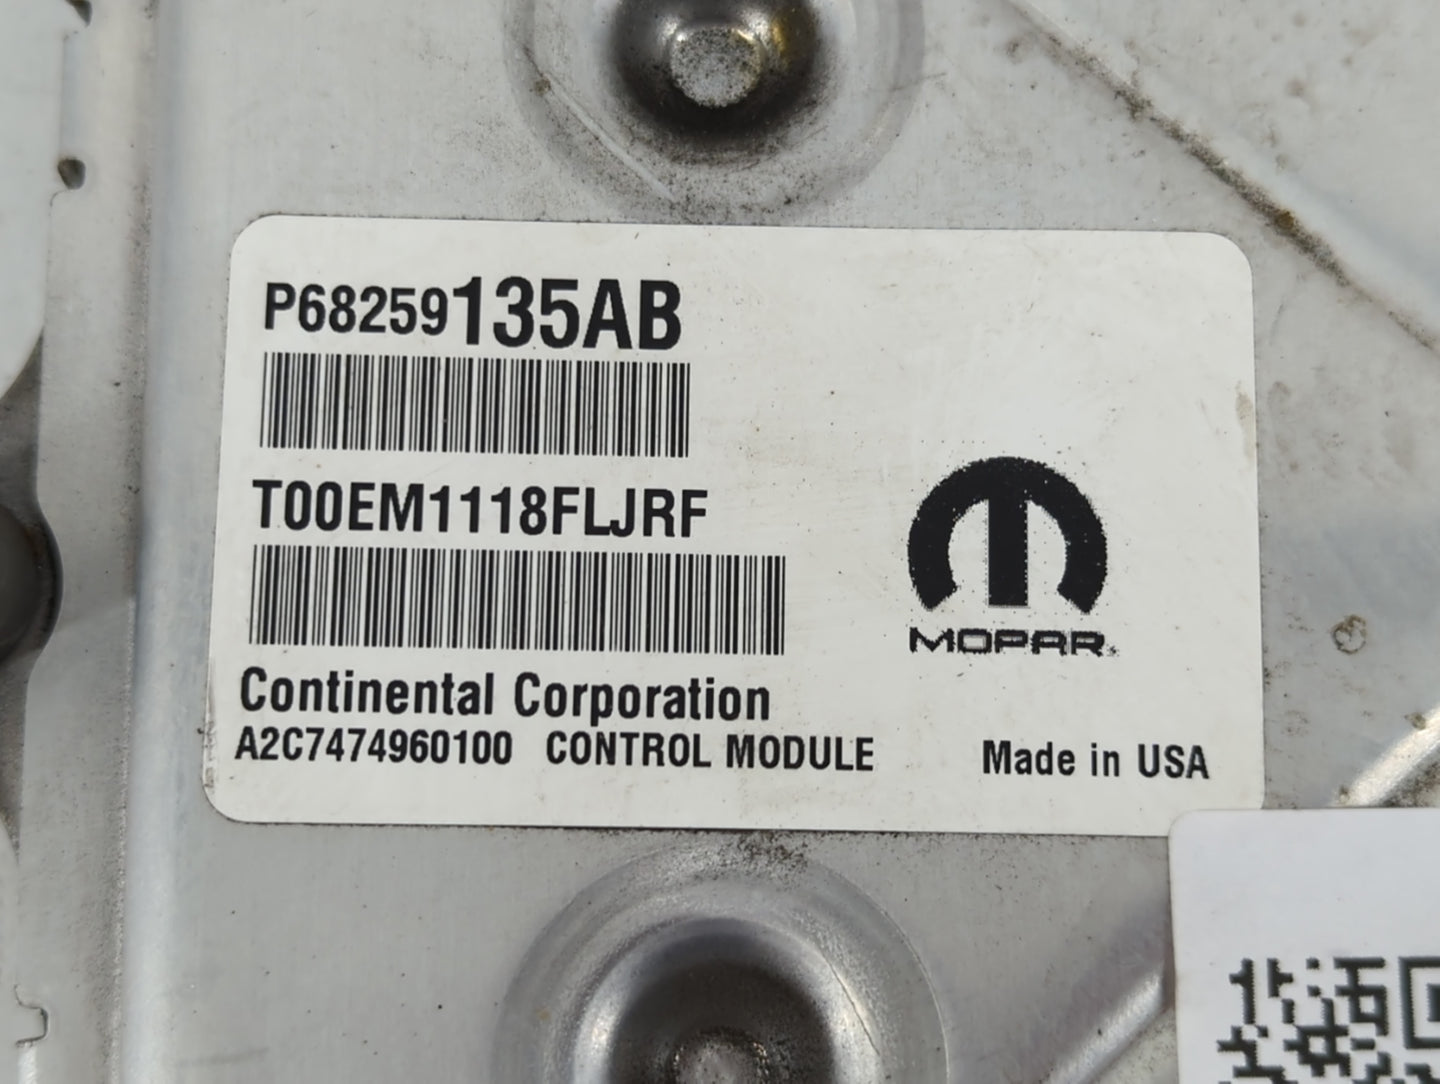 P68259135AB
T00EM1118FLJRF
MOPAR
Continental Corporation
A2C7474960100 CONTROL MODULE Made in USA